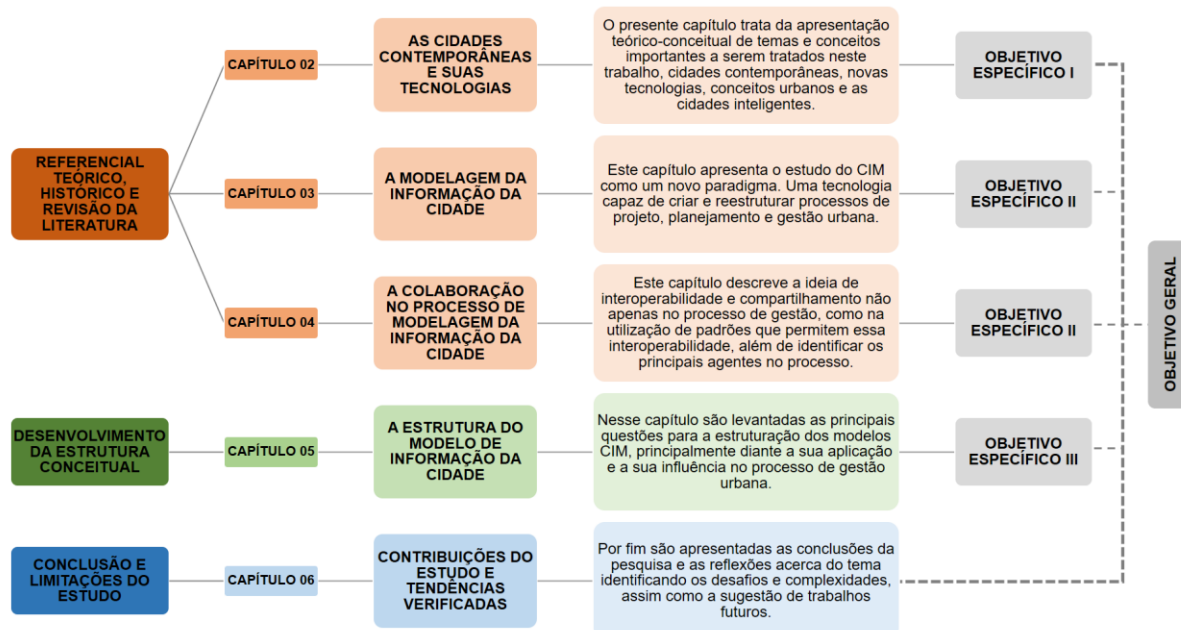 CAPÍTULO 02
AS CIDADES
CONTEMPORÂNEAS
E SUAS
TECNOLOGIAS
O presente capítulo trata da apresentação
teórico-conceitual de temas e conceitos
importantes a serem tratados neste
trabalho, cidades contemporâneas, novas
tecnologias, conceitos urbanos e as
cidades inteligentes.
OBJETIVO
ESPECÍFICO I
REFERENCIAL
TEÓRICO,
HISTÓRICO E
REVISÃO DA
LITERATURA
CAPÍTULO 03
A MODELAGEM DA
INFORMAÇÃO DA
CIDADE
Este capítulo apresenta o estudo do CIM
como um novo paradigma. Uma tecnologia
capaz de criar e reestruturar processos de
projeto, planejamento e gestão urbana.
OBJETIVO
ESPECÍFICO II
CAPÍTULO 04
A COLABORAÇÃO
NO PROCESSO DE
MODELAGEM DA
INFORMAÇÃO DA
CIDADE
Este capítulo descreve a ideia de
interoperabilidade e compartilhamento não
apenas no processo de gestão, como na
utilização de padrões que permitem essa
interoperabilidade, além de identificar os
principais agentes no processo.
OBJETIVO
ESPECÍFICO II
OBJETIVO GERAL
DESENVOLVIMENTO
DA ESTRUTURA
CONCEITUAL
CAPÍTULO 05
A ESTRUTURA DO
MODELO DE
INFORMAÇÃO DA
CIDADE
Nesse capítulo são levantadas as principais
questões para a estruturação dos modelos
CIM, principalmente diante a sua aplicação
e a sua influência no processo de gestão
urbana.
OBJETIVO
ESPECÍFICO III
CONCLUSÃO E
LIMITAÇÕES DO
ESTUDO
CAPÍTULO 06
CONTRIBUIÇÕES DO
ESTUDO E
TENDÊNCIAS
VERIFICADAS
Por fim são apresentadas as conclusões da
pesquisa e as reflexões acerca do tema
identificando os desafios e complexidades,
assim como a sugestão de trabalhos
futuros.